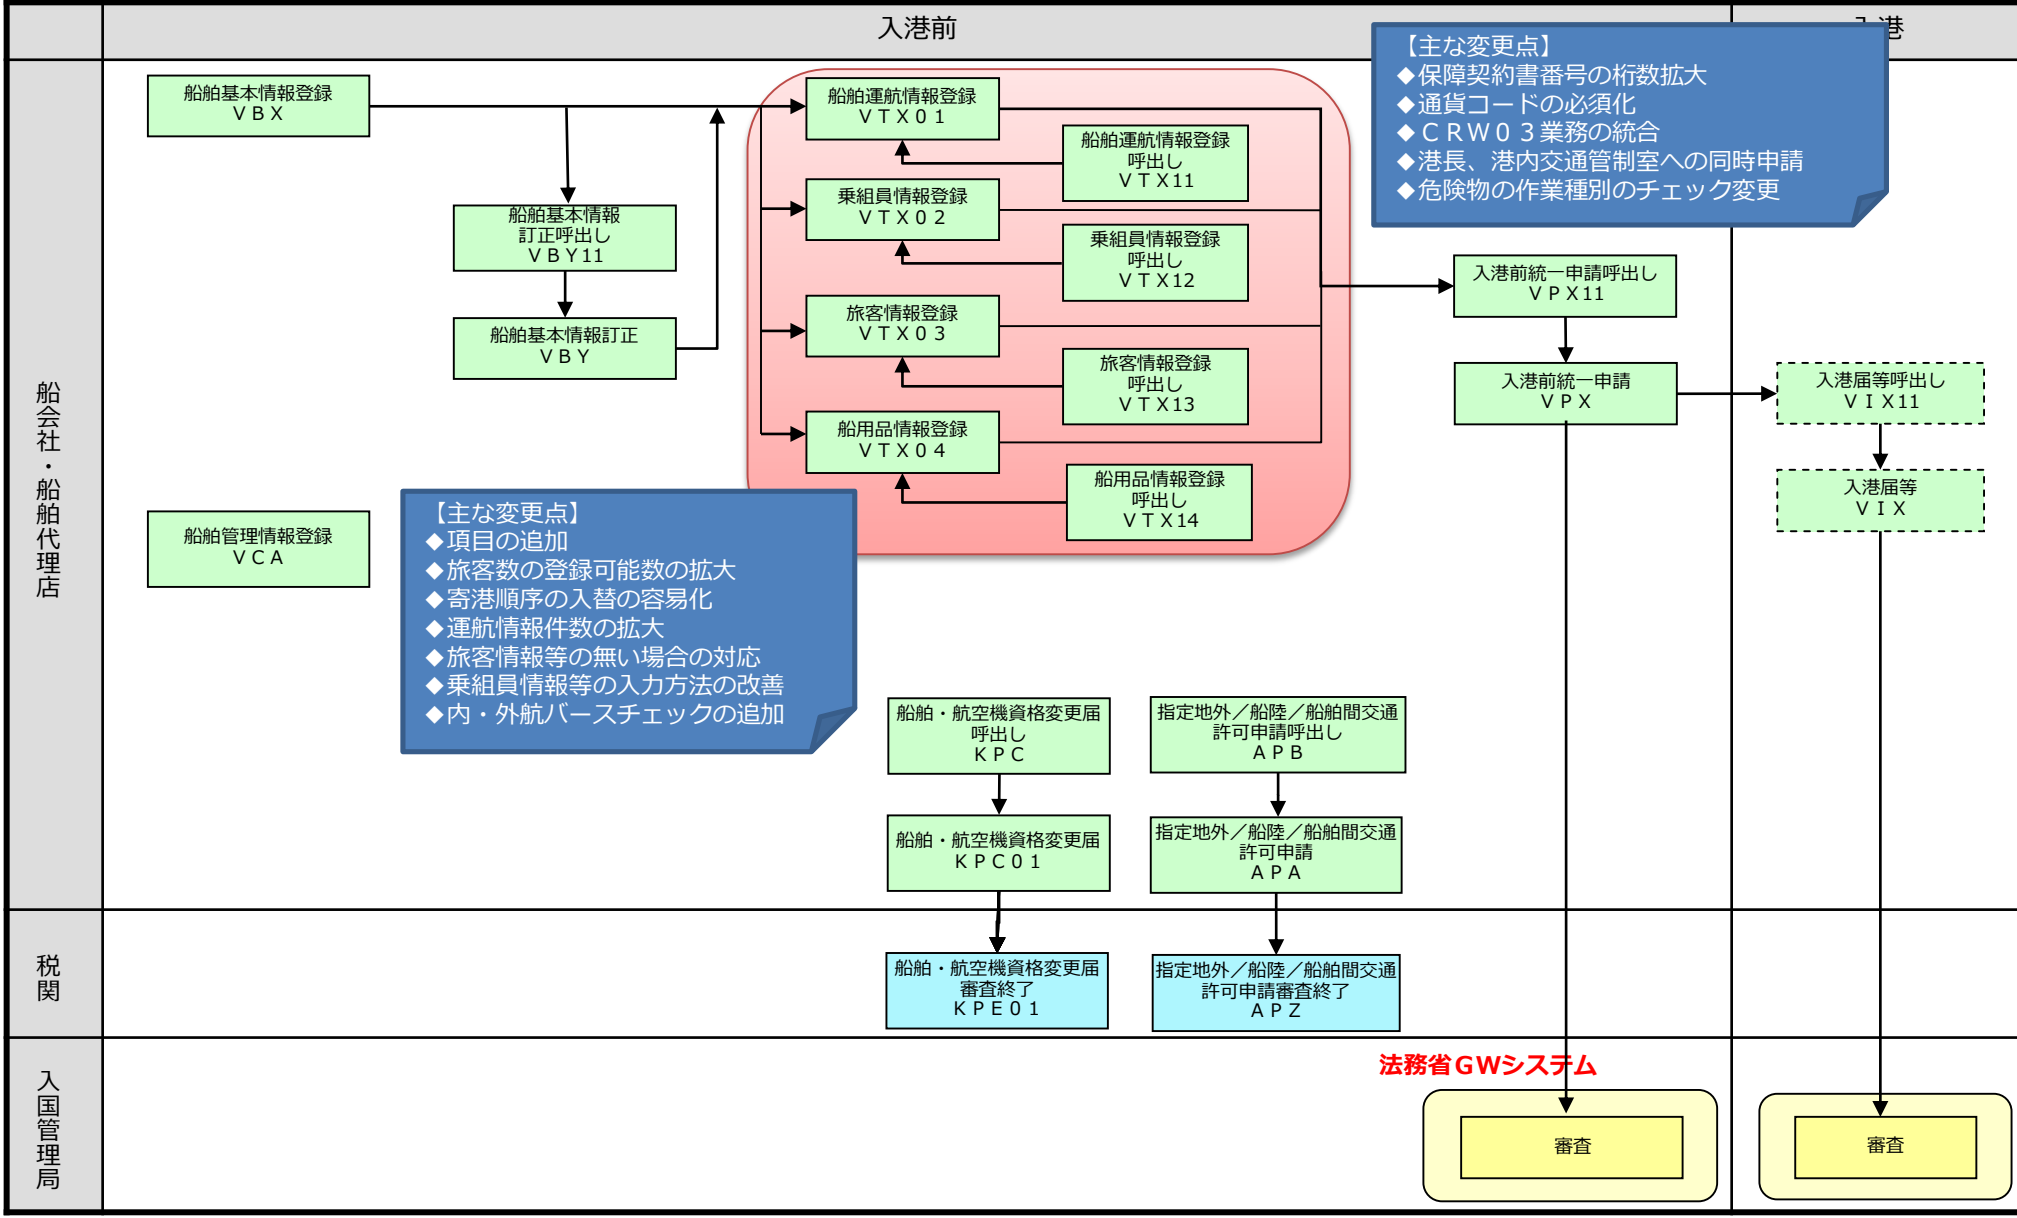 入港前
入港
船会社・船舶代理店
税関
入国管理局
船舶基本情報登録
ＶＢＸ
船舶基本情報
訂正呼出し
ＶＢＹ11
船舶基本情報訂正
ＶＢＹ
船舶管理情報登録
ＶＣＡ
船舶運航情報登録
ＶＴＸ０１
船舶運航情報登録
呼出し
ＶＴＸ11
乗組員情報登録
ＶＴＸ０２
乗組員情報登録
呼出し
ＶＴＸ12
旅客情報登録
ＶＴＸ０３
旅客情報登録
呼出し
ＶＴＸ13
船用品情報登録
ＶＴＸ０４
船用品情報登録
呼出し
ＶＴＸ14
【主な変更点】
◆保障契約書番号の桁数拡大
◆通貨コードの必須化
◆ＣＲＷ０３業務の統合
◆港長、港内交通管制室への同時申請
◆危険物の作業種別のチェック変更
入港前統一申請呼出し
ＶＰＸ11
入港前統一申請
ＶＰＸ
入港届等呼出し
ＶＩＸ11
入港届等
ＶＩＸ
【主な変更点】
◆項目の追加
◆旅客数の登録可能数の拡大
◆寄港順序の入替の容易化
◆運航情報件数の拡大
◆旅客情報等の無い場合の対応
◆乗組員情報等の入力方法の改善
◆内・外航バースチェックの追加
船舶・航空機資格変更届
呼出し
ＫＰＣ
船舶・航空機資格変更届
ＫＰＣ０１
船舶・航空機資格変更届
審査終了
ＫＰＥ０１
指定地外／船陸／船舶間交通
許可申請呼出し
ＡＰＢ
指定地外／船陸／船舶間交通
許可申請
ＡＰＡ
指定地外／船陸／船舶間交通
許可申請審査終了
ＡＰＺ
法務省GWシステム
審査
審査